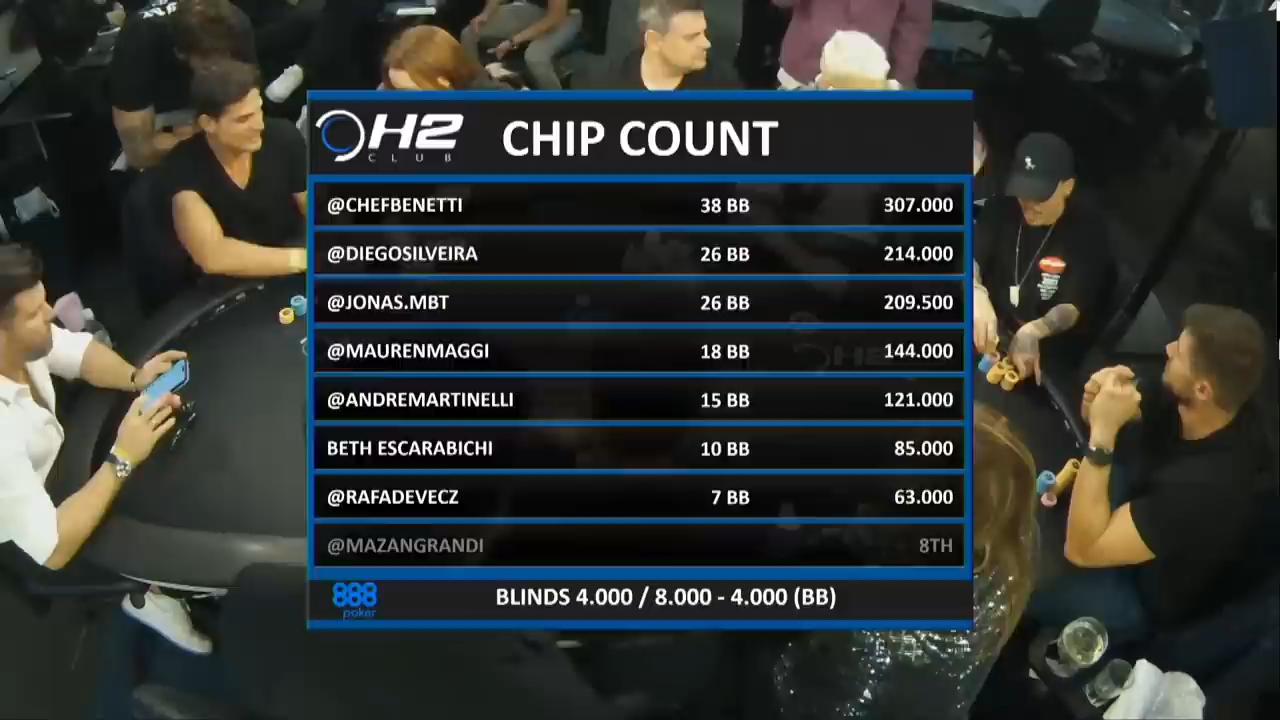 H2 CLUB CHIP COUNT
@CHEFBENETTI 38 BB 307.000
@DIEGOSILVEIRA 26 BB 214.000
@JONAS.MBT 26 BB 209.500
@MAURENMAGGI 18 BB 144.000
@ANDREMARTINELLI 15 BB 121.000
BETH ESCARABICHI 10 BB 85.000
@RAFADEVECZ 7 BB 63.000
@MAZANGRANDI 8TH
888 poker BLINDS 4.000 / 8.000 - 4.000 (BB)